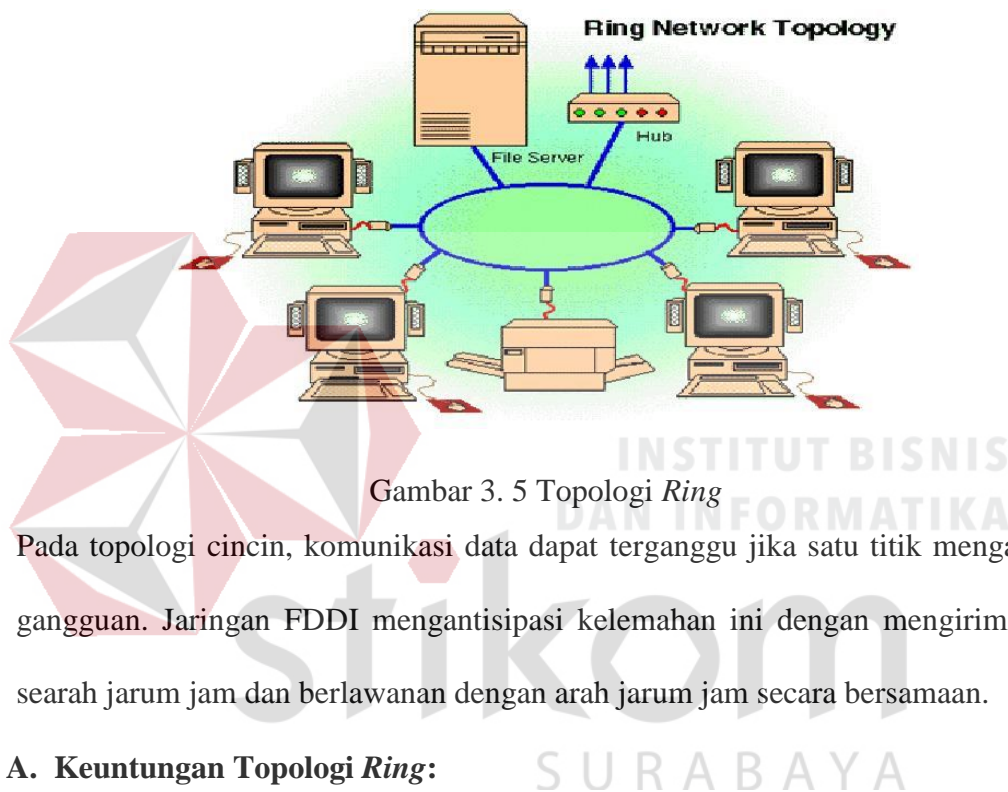 Ring Network Topology
Hub
File Server
INSTITUT BISNIS
Gambar 3. 5 Topologi Ring
DAN INFORMATIKA
Pada topologi cincin, komunikasi data dapat terganggu jika satu titik menga
gangguan. Jaringan FDDI mengantisipasi kelemahan ini dengan mengirim
stikom
searah jarum jam dan berlawanan dengan arah jarum jam secara bersamaan.
SURABAYA
A. Keuntungan Topologi Ring: